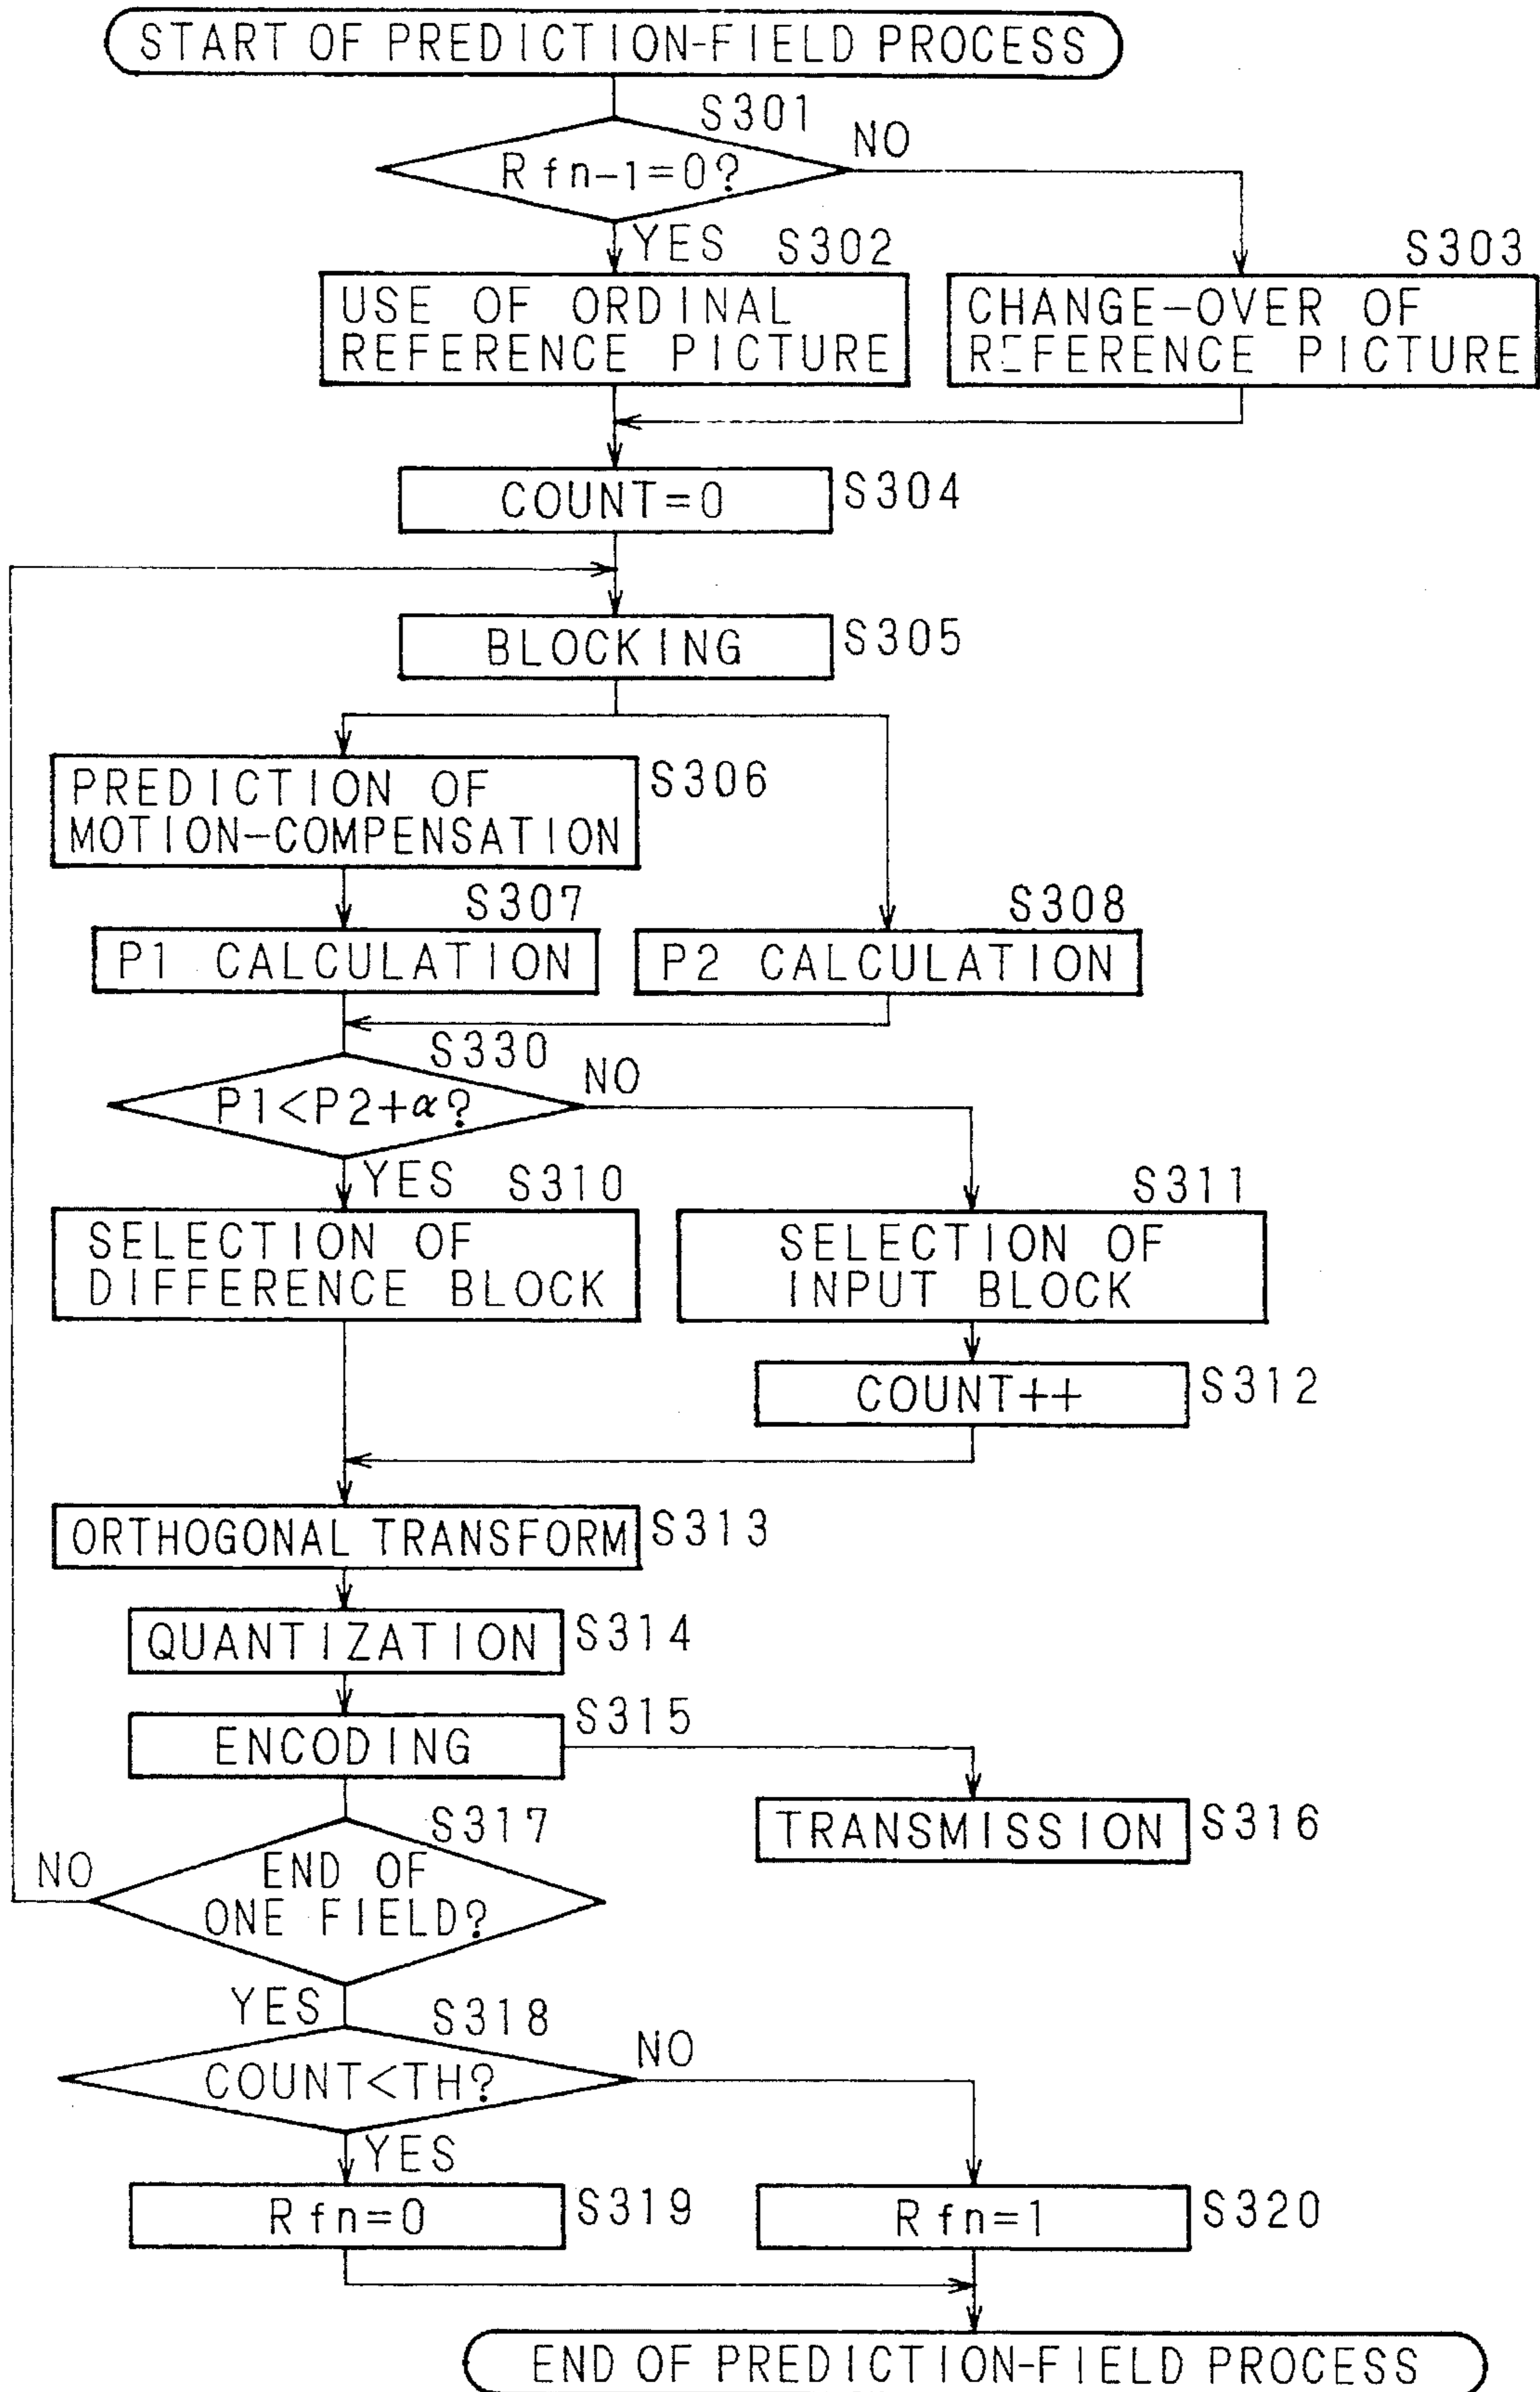 START OF PREDICTION-FIELD PROCESS
S301
Rfn-1=0?
NO
YES
S302
S303
USE OF ORDINAL
REFERENCE PICTURE
CHANGE-OVER OF
REFERENCE PICTURE
COUNT=0
S304
BLOCKING
S305
PREDICTION OF
MOTION-COMPENSATION
S306
S307
S308
P1 CALCULATION
P2 CALCULATION
S330
P1<P2+α?
NO
YES
S310
S311
SELECTION OF
DIFFERENCE BLOCK
SELECTION OF
INPUT BLOCK
COUNT++
S312
ORTHOGONAL TRANSFORM
S313
QUANTIZATION
S314
ENCODING
S315
TRANSMISSION
S316
S317
NO
END OF
ONE FIELD?
YES
S318
COUNT<TH?
NO
YES
Rfn=0
S319
Rfn=1
S320
END OF PREDICTION-FIELD PROCESS